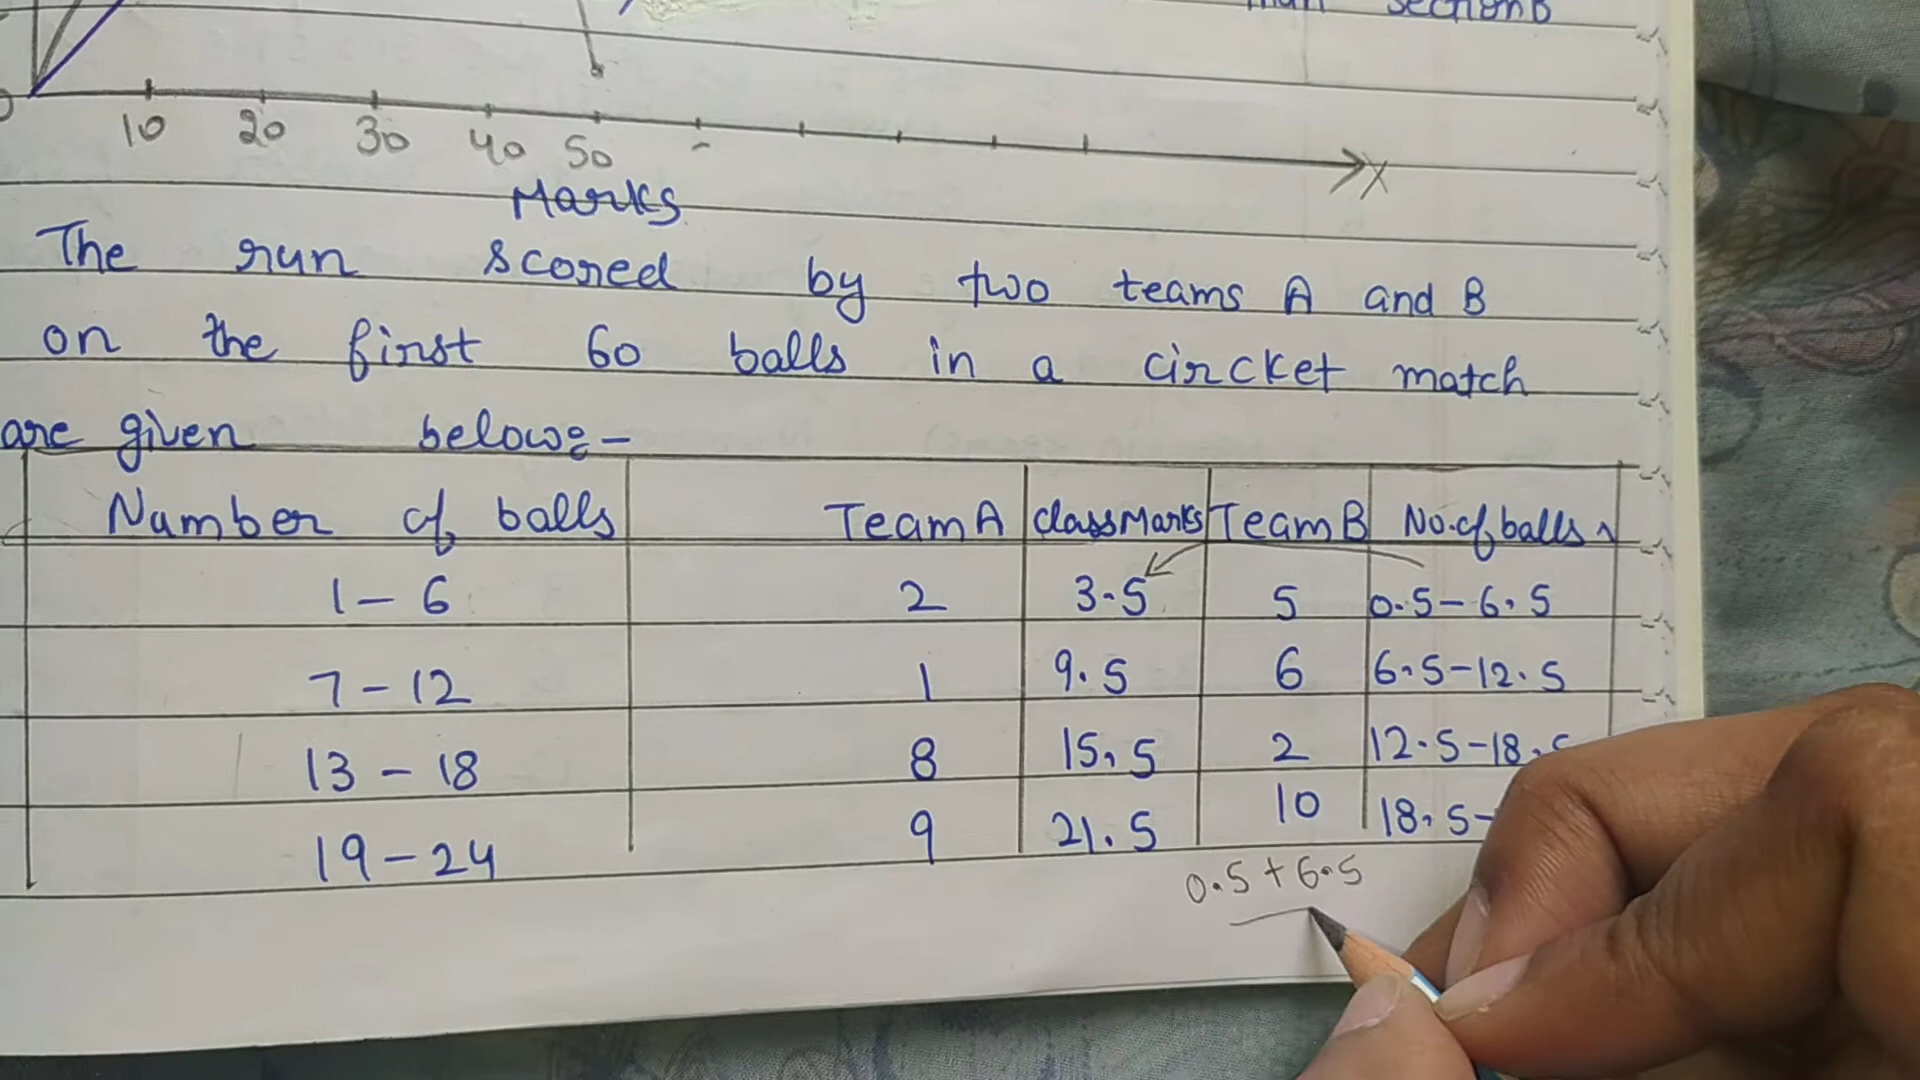 section B
10 20 30 40 50
X
Marks
The run scored by two teams A and B
on the first 60 balls in a circket match
are given below:-
Number of balls Team A classMarks Team B No. of balls
1 - 6 2 3.5 5 0.5 - 6.5
7 - 12 1 9.5 6 6.5 - 12.5
13 - 18 8 15.5 2 12.5 - 18.5
19 - 24 9 21.5 10 18.5 -
0.5 + 6.5